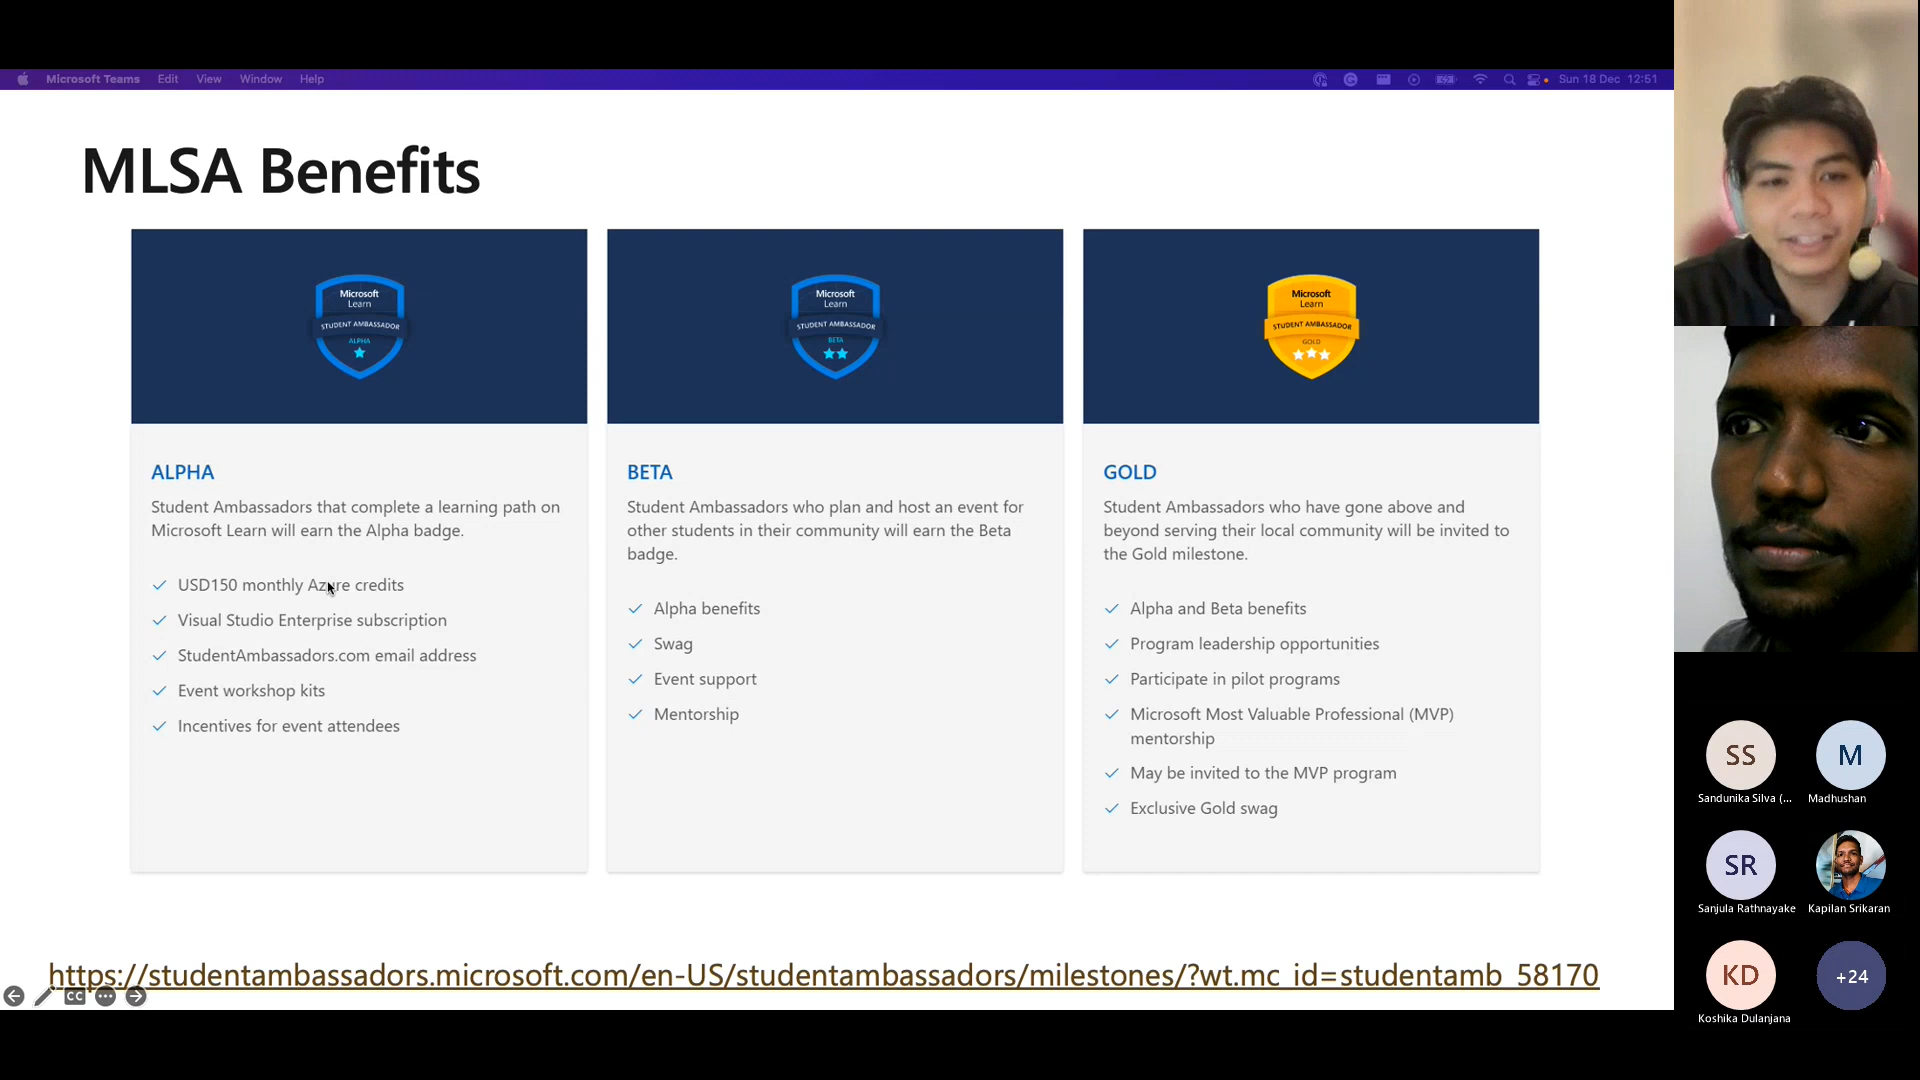 Microsoft Teams Edit View Window Help
Sun 18 Dec 12:51
MLSA Benefits
Microsoft
Learn
STUDENT AMBASSADOR
ALPHA
ALPHA
Student Ambassadors that complete a learning path on
Microsoft Learn will earn the Alpha badge.
USD150 monthly Azure credits
Visual Studio Enterprise subscription
StudentAmbassadors.com email address
Event workshop kits
Incentives for event attendees
Microsoft
Learn
STUDENT AMBASSADOR
BETA
BETA
Student Ambassadors who plan and host an event for
other students in their community will earn the Beta
badge.
Alpha benefits
Swag
Event support
Mentorship
Microsoft
Learn
STUDENT AMBASSADOR
GOLD
GOLD
Student Ambassadors who have gone above and
beyond serving their local community will be invited to
the Gold milestone.
Alpha and Beta benefits
Program leadership opportunities
Participate in pilot programs
Microsoft Most Valuable Professional (MVP)
mentorship
May be invited to the MVP program
Exclusive Gold swag
https://studentambassadors.microsoft.com/en-US/studentambassadors/milestones/?wt.mc_id=studentamb_58170
CC
SS
Sandunika Silva (...
M
Madhushan
SR
Sanjula Rathnayake
Kapilan Srikaran
KD
Koshika Dulanjana
+24